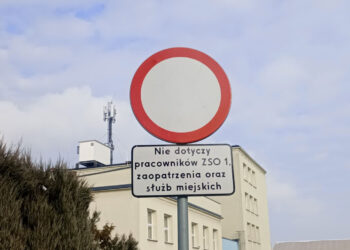 Nie dotyczy
pracowników ZSO 1,
zaopatrzenia oraz
służb miejskich